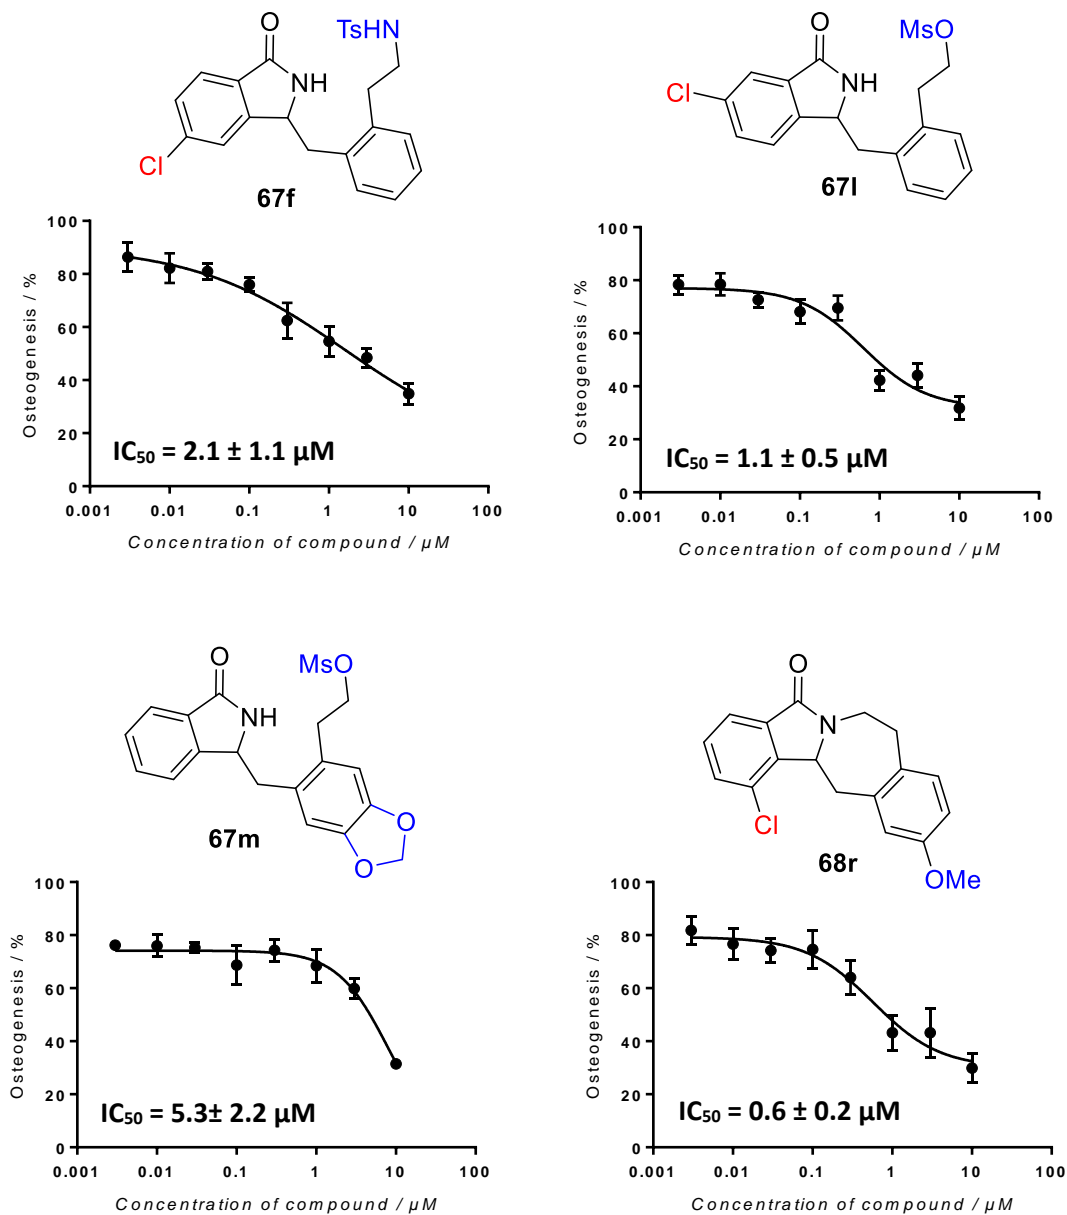 O
TsHN
NH
Cl
67f
100
80
60
40
20
0
Osteogenesis / %
IC₅₀ = 2.1 ± 1.1 µM
0.001 0.01 0.1 1 10 100
Concentration of compound / µM
O
MsO
NH
Cl
67l
100
80
60
40
20
0
Osteogenesis / %
IC₅₀ = 1.1 ± 0.5 µM
0.001 0.01 0.1 1 10 100
Concentration of compound / µM
O
MsO
NH
O
O
67m
100
80
60
40
20
0
Osteogenesis / %
IC₅₀ = 5.3± 2.2 µM
0.001 0.01 0.1 1 10 100
Concentration of compound / µM
O
N
Cl
68r
OMe
100
80
60
40
20
0
Osteogenesis / %
IC₅₀ = 0.6 ± 0.2 µM
0.001 0.01 0.1 1 10 100
Concentration of compound / µM